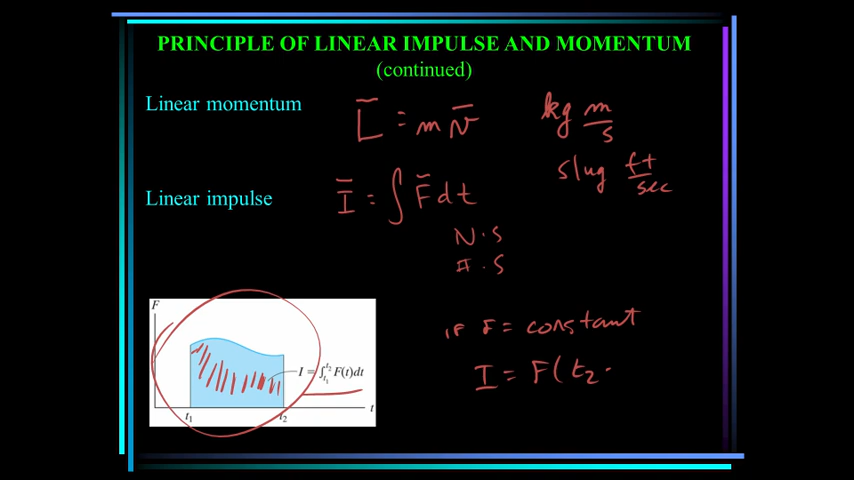 PRINCIPLE OF LINEAR IMPULSE AND MOMENTUM
(continued)
Linear momentum L̄ = m v̄ kg m/s
slug ft/sec
Linear impulse Ī = ∫ F̄ dt
N·s
#·s
F
I = ∫t₁t₂ F(t)dt
t₁ t₂ t
if F = constant
I = F(t₂ -